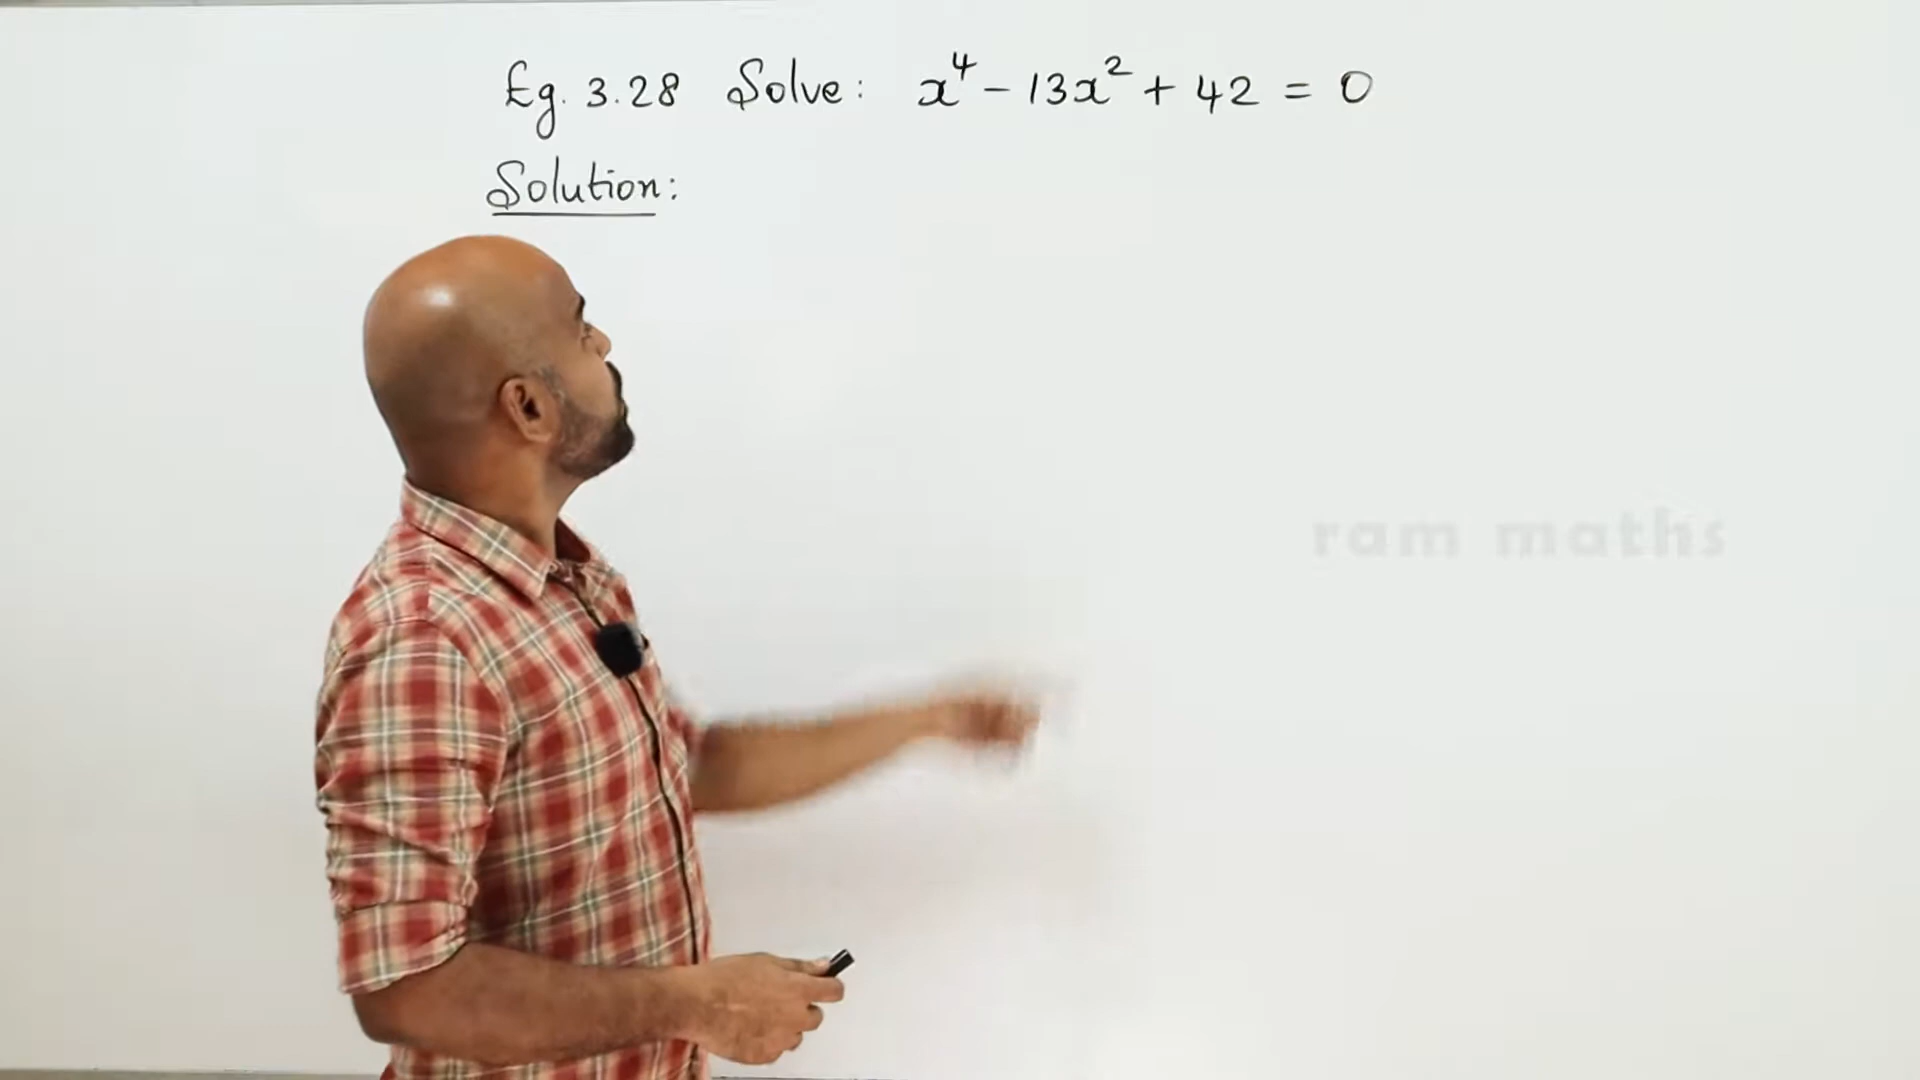 Eg. 3.28 Solve: x⁴ - 13x² + 42 = 0
Solution:
ram maths